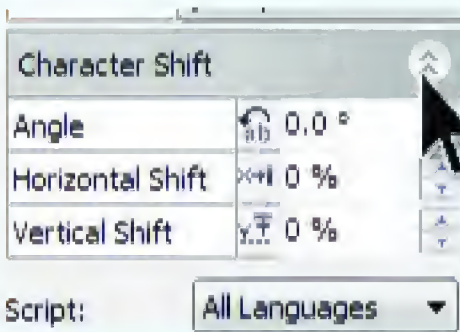 Character Shift
Angle 0.0 °
Horizontal Shift 0 %
Vertical Shift 0 %
Script: All Languages